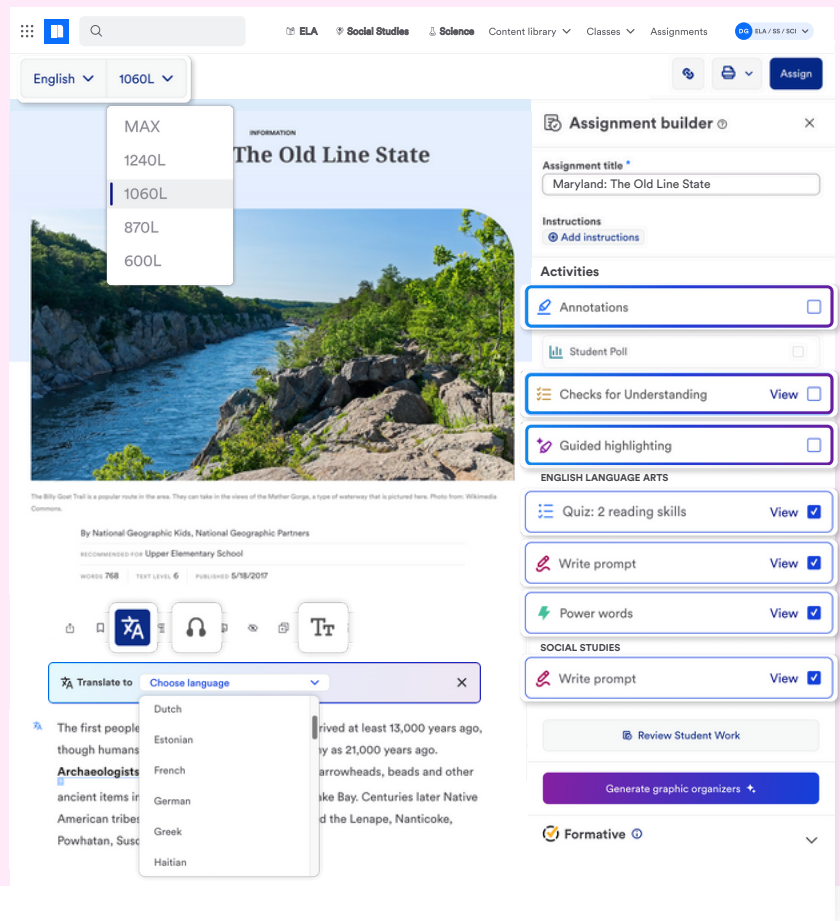 ELA
Social Studies
Science
Content library
Classes
Assignments
DG
ELA / SS / SCI
English
1060L
Assign
MAX
1240L
1060L
870L
600L
INFORMATION
The Old Line State
The Billy Goat Trail is a popular route in the area. They can take in the views of the Mather Gorge, a type of waterway that is pictured here. Photo from: Wikimedia
Commons.
By National Geographic Kids, National Geographic Partners
RECOMMENDED FOR Upper Elementary School
WORDS 768
TEXT LEVEL 6
PUBLISHED 5/18/2017
Translate to
Choose language
Dutch
Estonian
French
German
Greek
Haitian
The first people
rived at least 13,000 years ago,
though humans
y as 21,000 years ago.
Archaeologists
arrowheads, beads and other
ancient items in
ke Bay. Centuries later Native
American tribes
d the Lenape, Nanticoke,
Powhatan, Susq
Assignment builder
Assignment title *
Maryland: The Old Line State
Instructions
Add instructions
Activities
Annotations
Student Poll
Checks for Understanding View
Guided highlighting
ENGLISH LANGUAGE ARTS
Quiz: 2 reading skills View
Write prompt View
Power words View
SOCIAL STUDIES
Write prompt View
Review Student Work
Generate graphic organizers
Formative